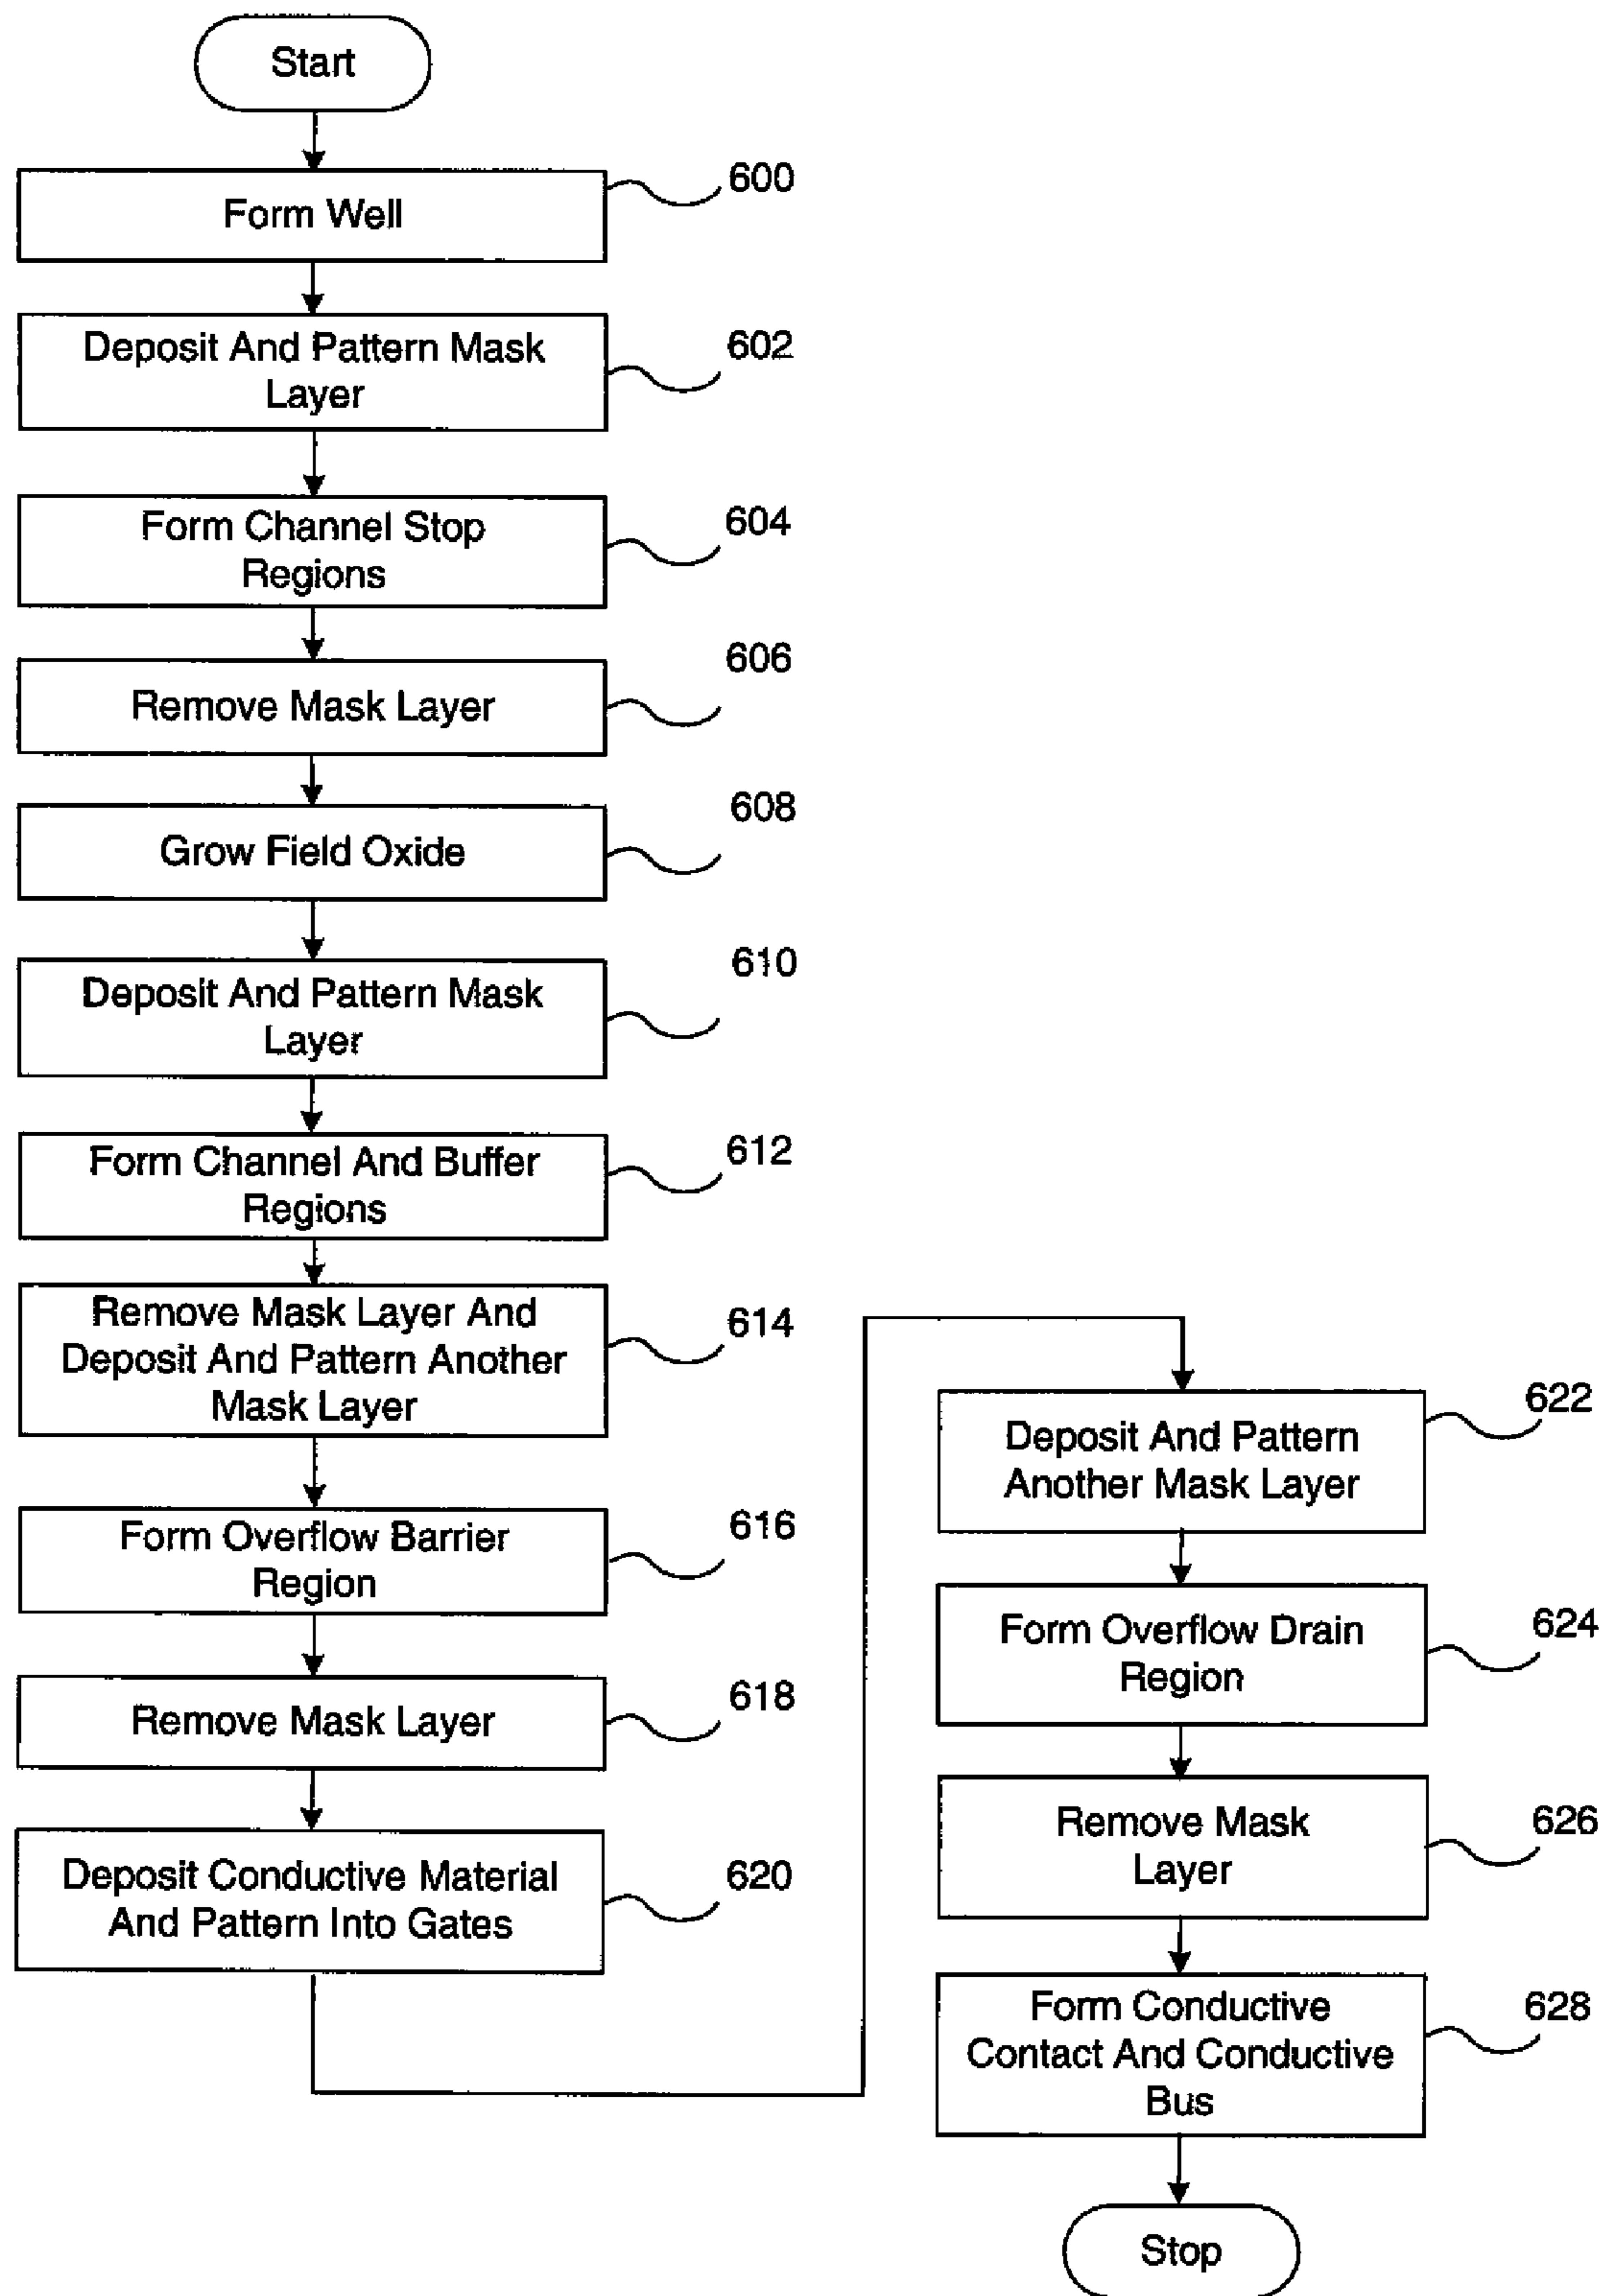 Start
Form Well
600
Deposit And Pattern Mask
Layer
602
Form Channel Stop
Regions
604
Remove Mask Layer
606
Grow Field Oxide
608
Deposit And Pattern Mask
Layer
610
Form Channel And Buffer
Regions
612
Remove Mask Layer And
Deposit And Pattern Another
Mask Layer
614
Form Overflow Barrier
Region
616
Remove Mask Layer
618
Deposit Conductive Material
And Pattern Into Gates
620
Deposit And Pattern
Another Mask Layer
622
Form Overflow Drain
Region
624
Remove Mask
Layer
626
Form Conductive
Contact And Conductive
Bus
628
Stop